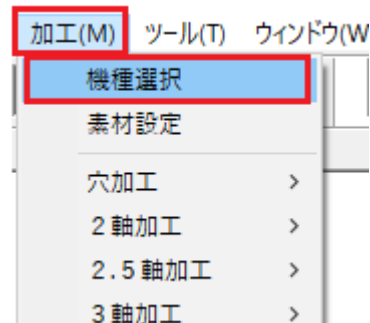 加工(M) ツール(T) ウィンドウ(W
機種選択
素材設定
穴加工
２軸加工
２.５軸加工
３軸加工